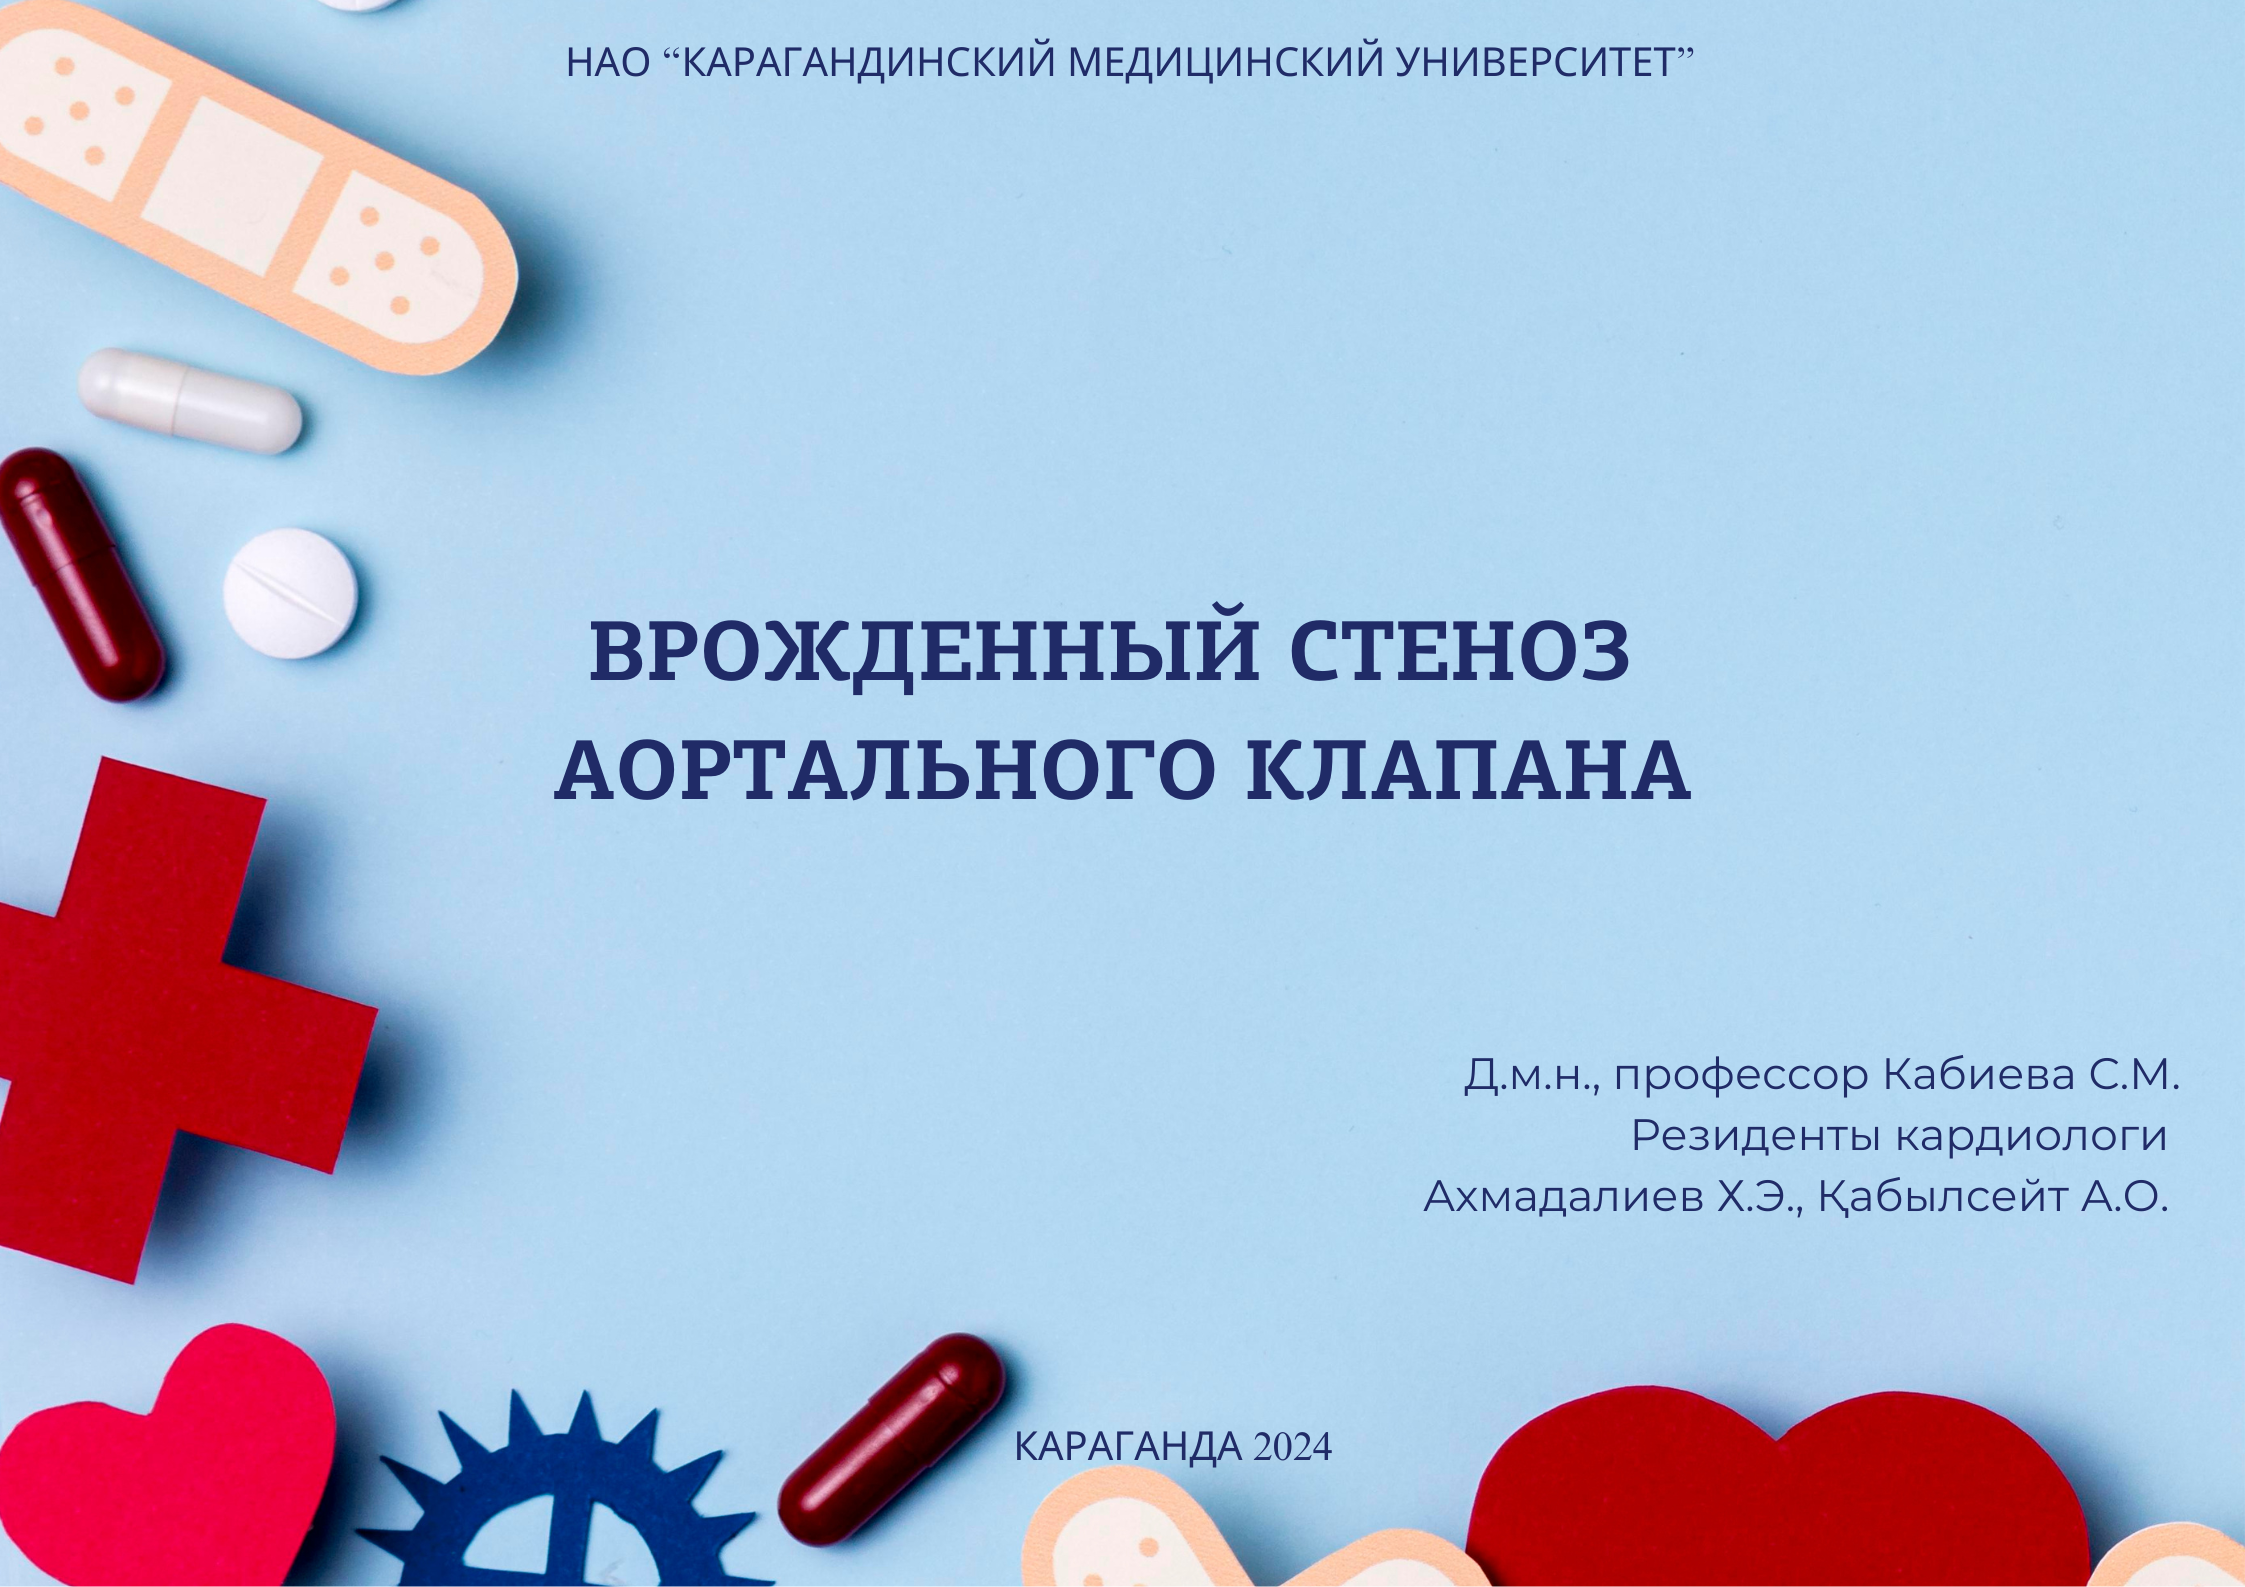 НАО “КАРАГАНДИНСКИЙ МЕДИЦИНСКИЙ УНИВЕРСИТЕТ”
ВРОЖДЕННЫЙ СТЕНОЗ
АОРТАЛЬНОГО КЛАПАНА
Д.м.н., профессор Кабиева С.М.
Резиденты кардиологи
Ахмадалиев Х.Э., Қабылсейт А.О.
КАРАГАНДА 2024